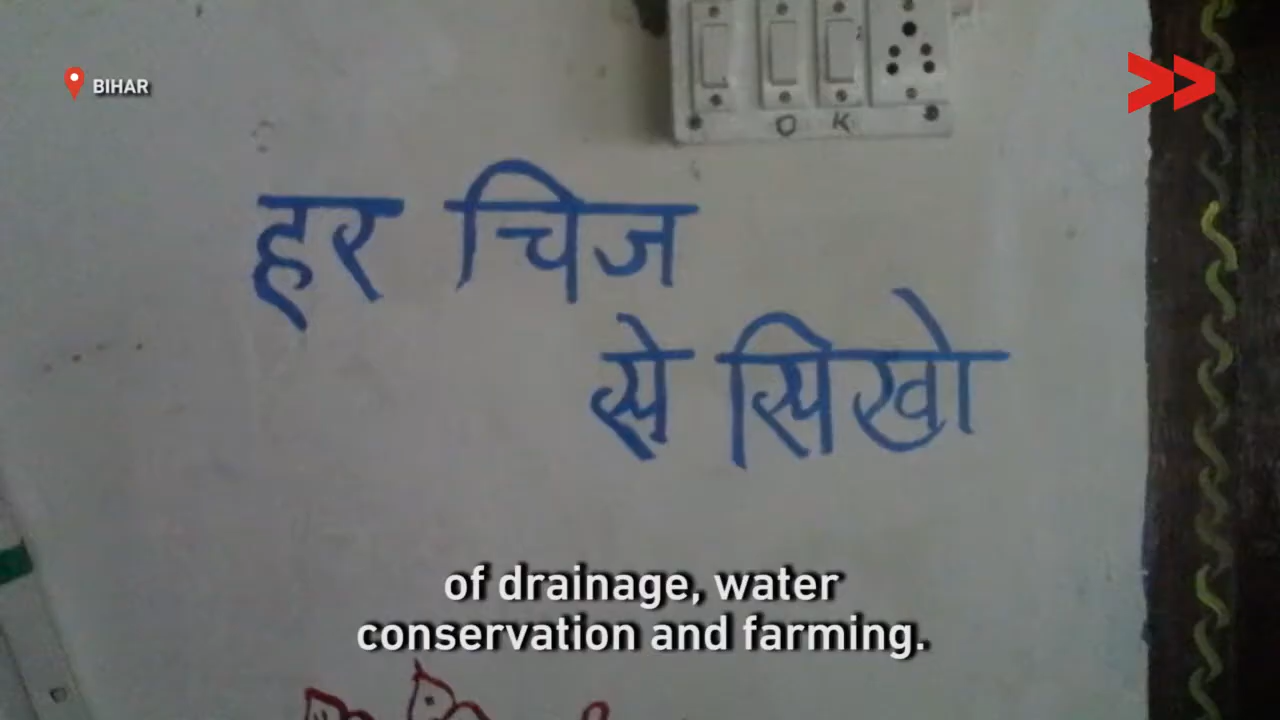 BIHAR
O K
हर चिज
से सिखो
of drainage, water
conservation and farming.